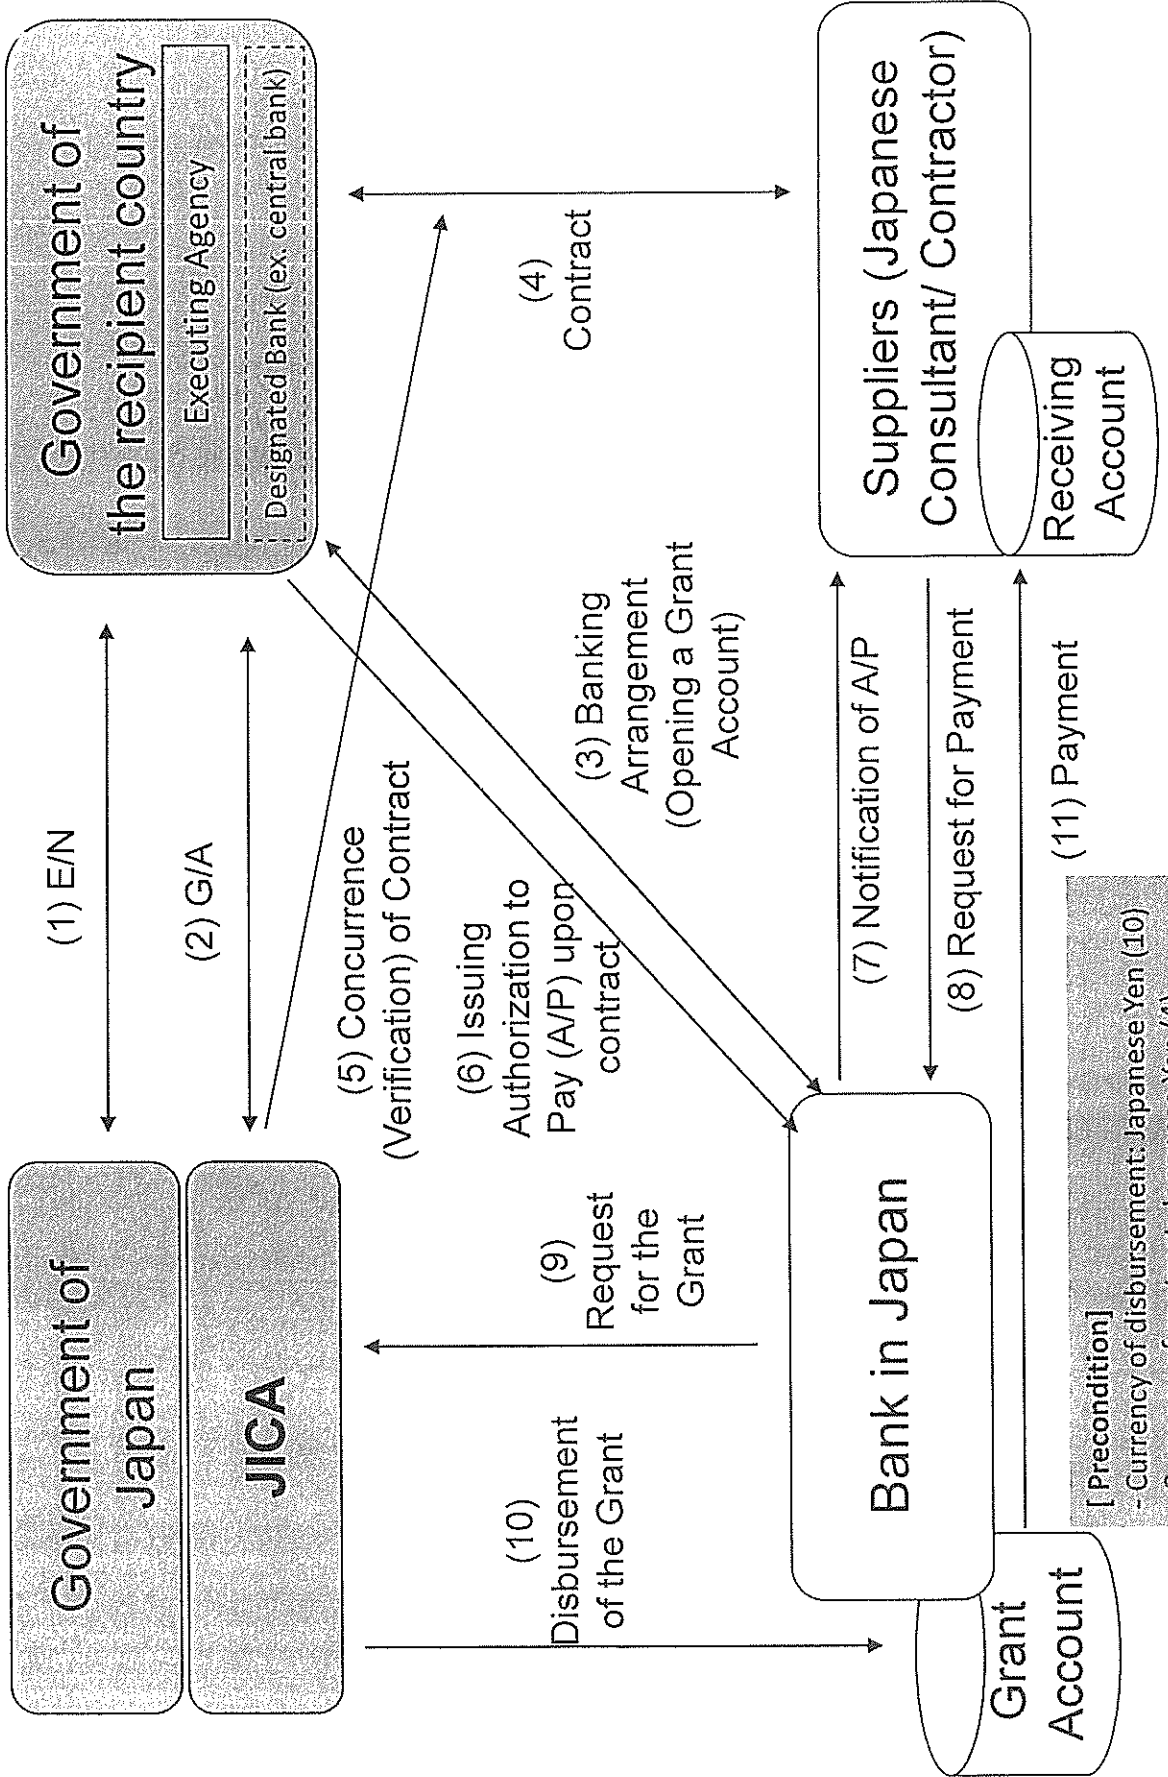 Government of
Japan
JICA
(1) E/N
(2) G/A
Government of
the recipient country
Executing Agency
Designated Bank (ex. central bank)
(5) Concurrence
(Verification) of Contract
(6) Issuing
Authorization to
Pay (A/P) upon
contract
(3) Banking
Arrangement
(Opening a Grant
Account)
(4)
Contract
(10)
Disbursement
of the Grant
(9)
Request
for the
Grant
Bank in Japan
Grant
Account
(7) Notification of A/P
(8) Request for Payment
(11) Payment
Suppliers (Japanese
Consultant/ Contractor)
Receiving
Account
[ Precondition]
- Currency of disbursement: Japanese Yen (10)